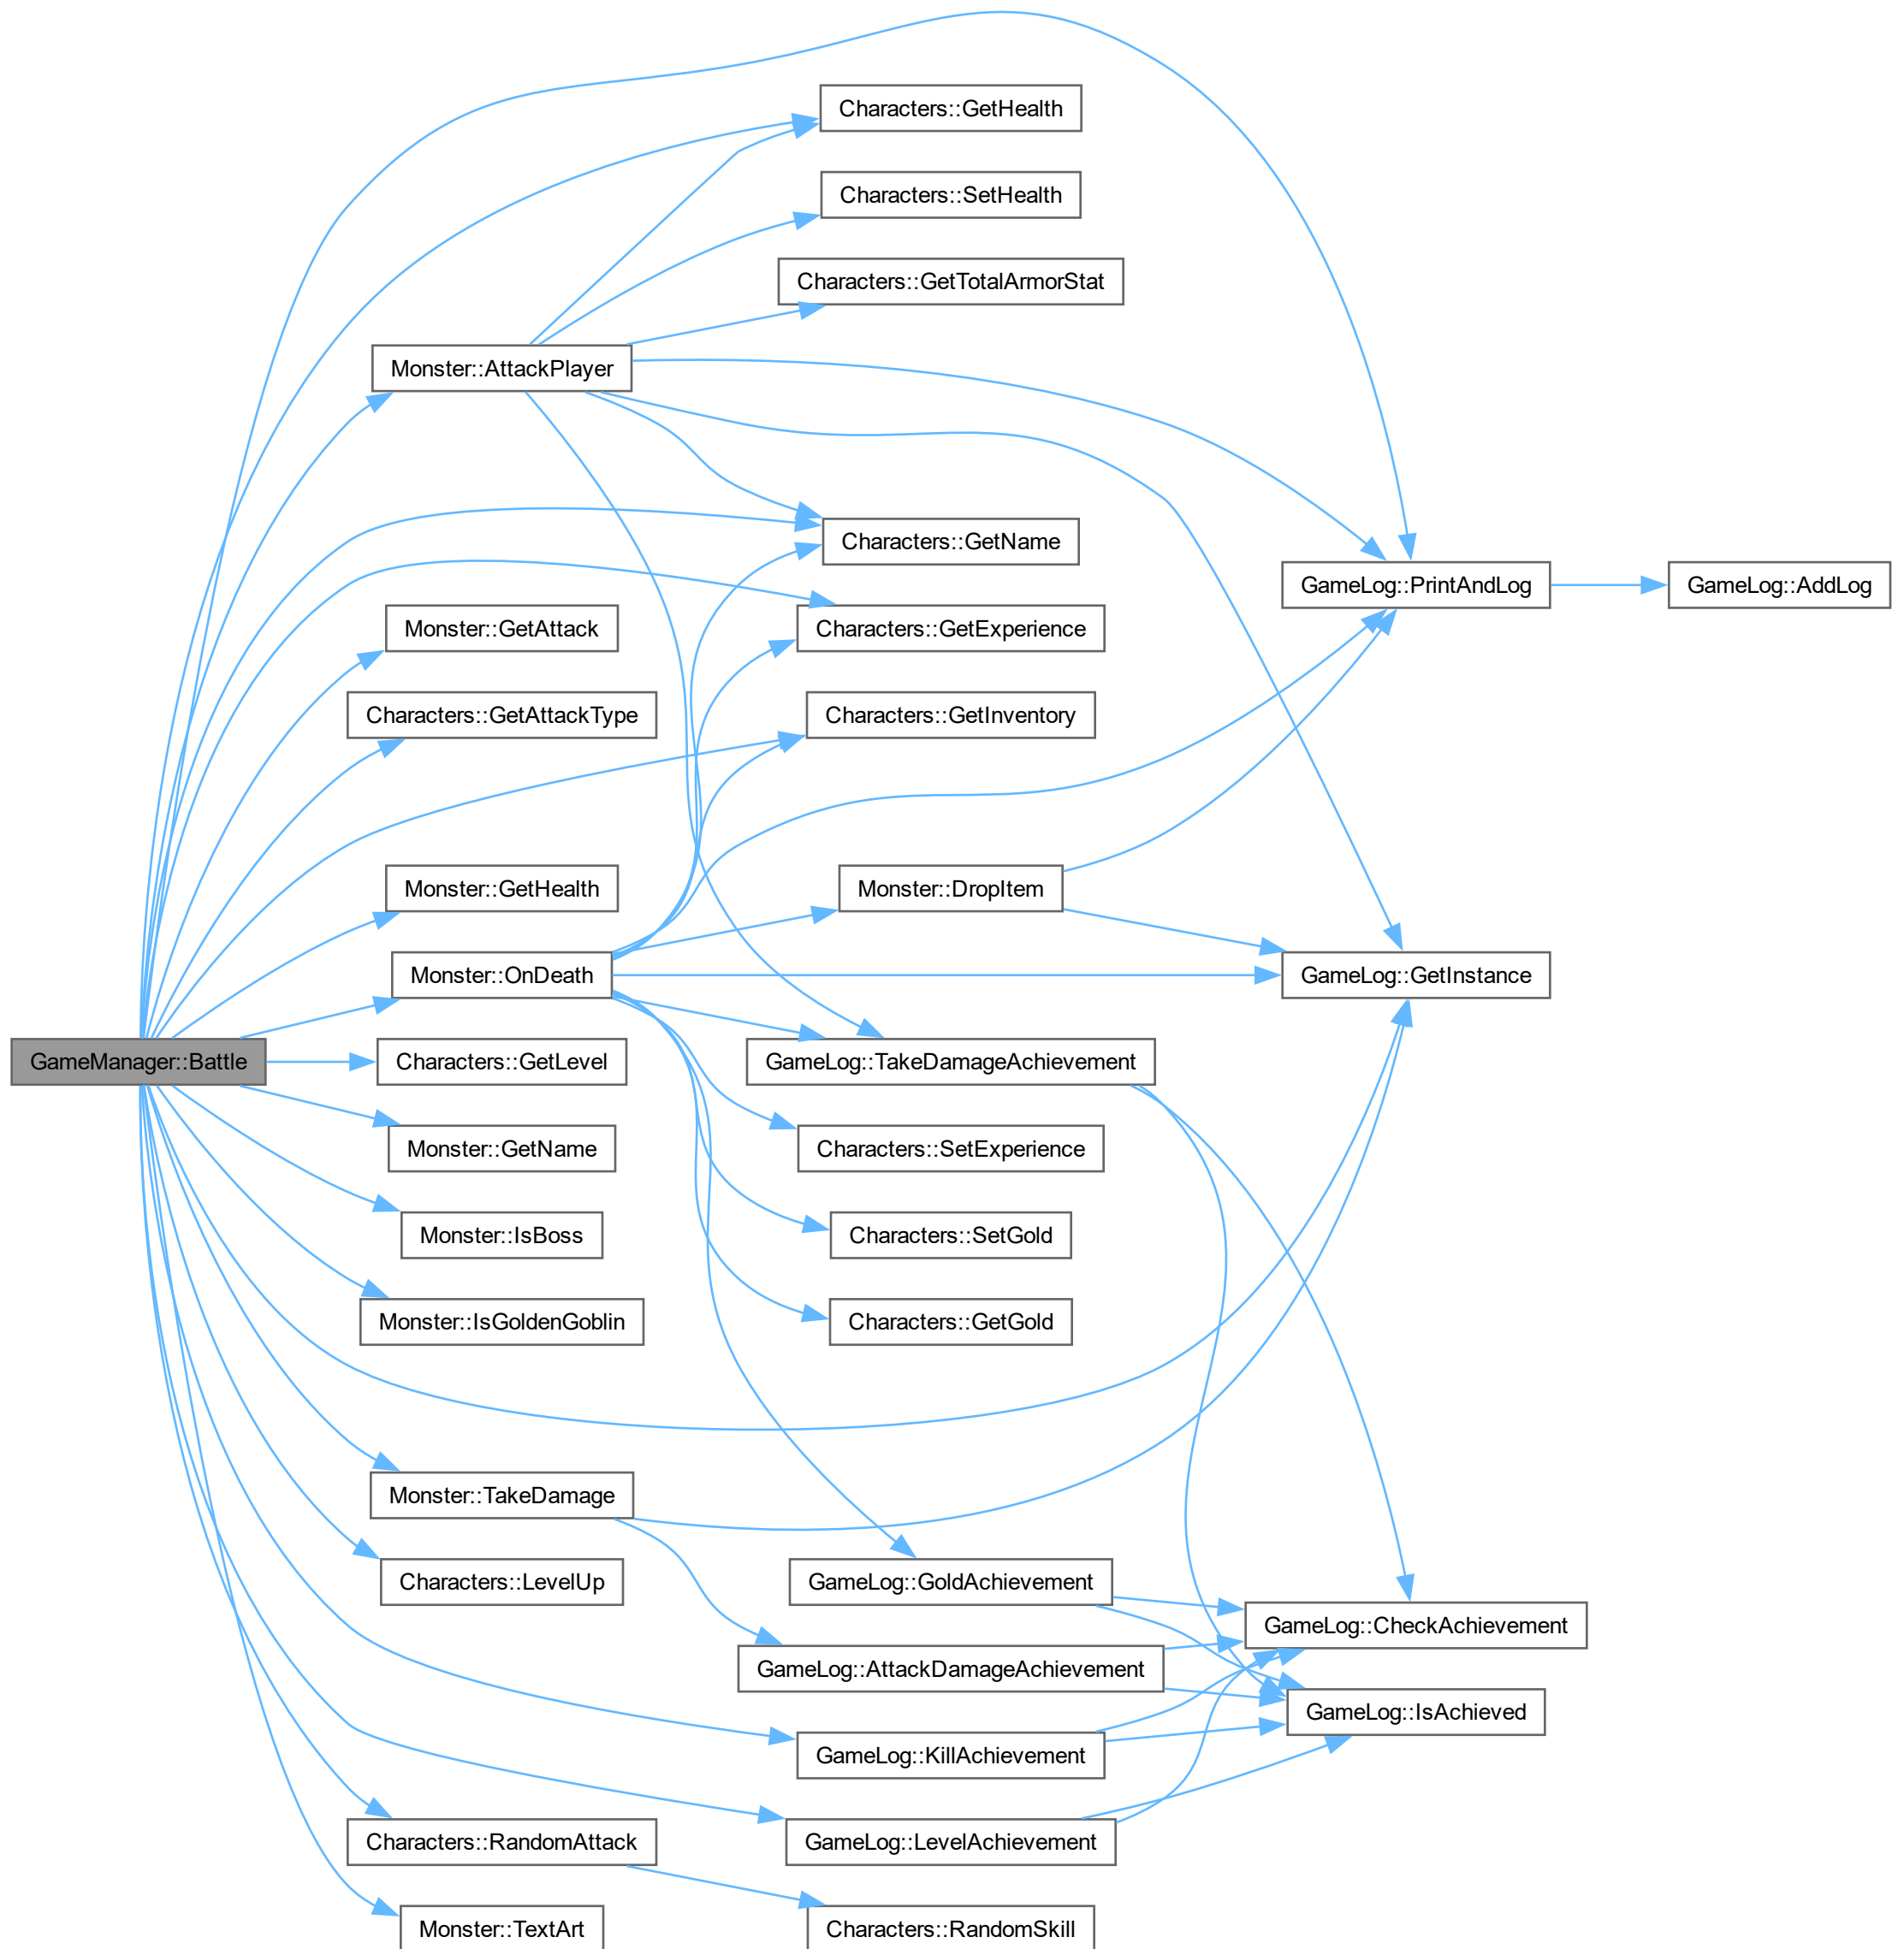 Characters::GetHealth
Characters::SetHealth
Characters::GetTotalArmorStat
Monster::AttackPlayer
Characters::GetName
GameLog::PrintAndLog
GameLog::AddLog
Monster::GetAttack
Characters::GetExperience
Characters::GetAttackType
Characters::GetInventory
Monster::GetHealth
Monster::DropItem
Monster::OnDeath
GameLog::GetInstance
GameManager::Battle
Characters::GetLevel
GameLog::TakeDamageAchievement
Monster::GetName
Characters::SetExperience
Monster::IsBoss
Characters::SetGold
Monster::IsGoldenGoblin
Characters::GetGold
Monster::TakeDamage
Characters::LevelUp
GameLog::GoldAchievement
GameLog::CheckAchievement
GameLog::AttackDamageAchievement
GameLog::IsAchieved
GameLog::KillAchievement
Characters::RandomAttack
GameLog::LevelAchievement
Monster::TextArt
Characters::RandomSkill